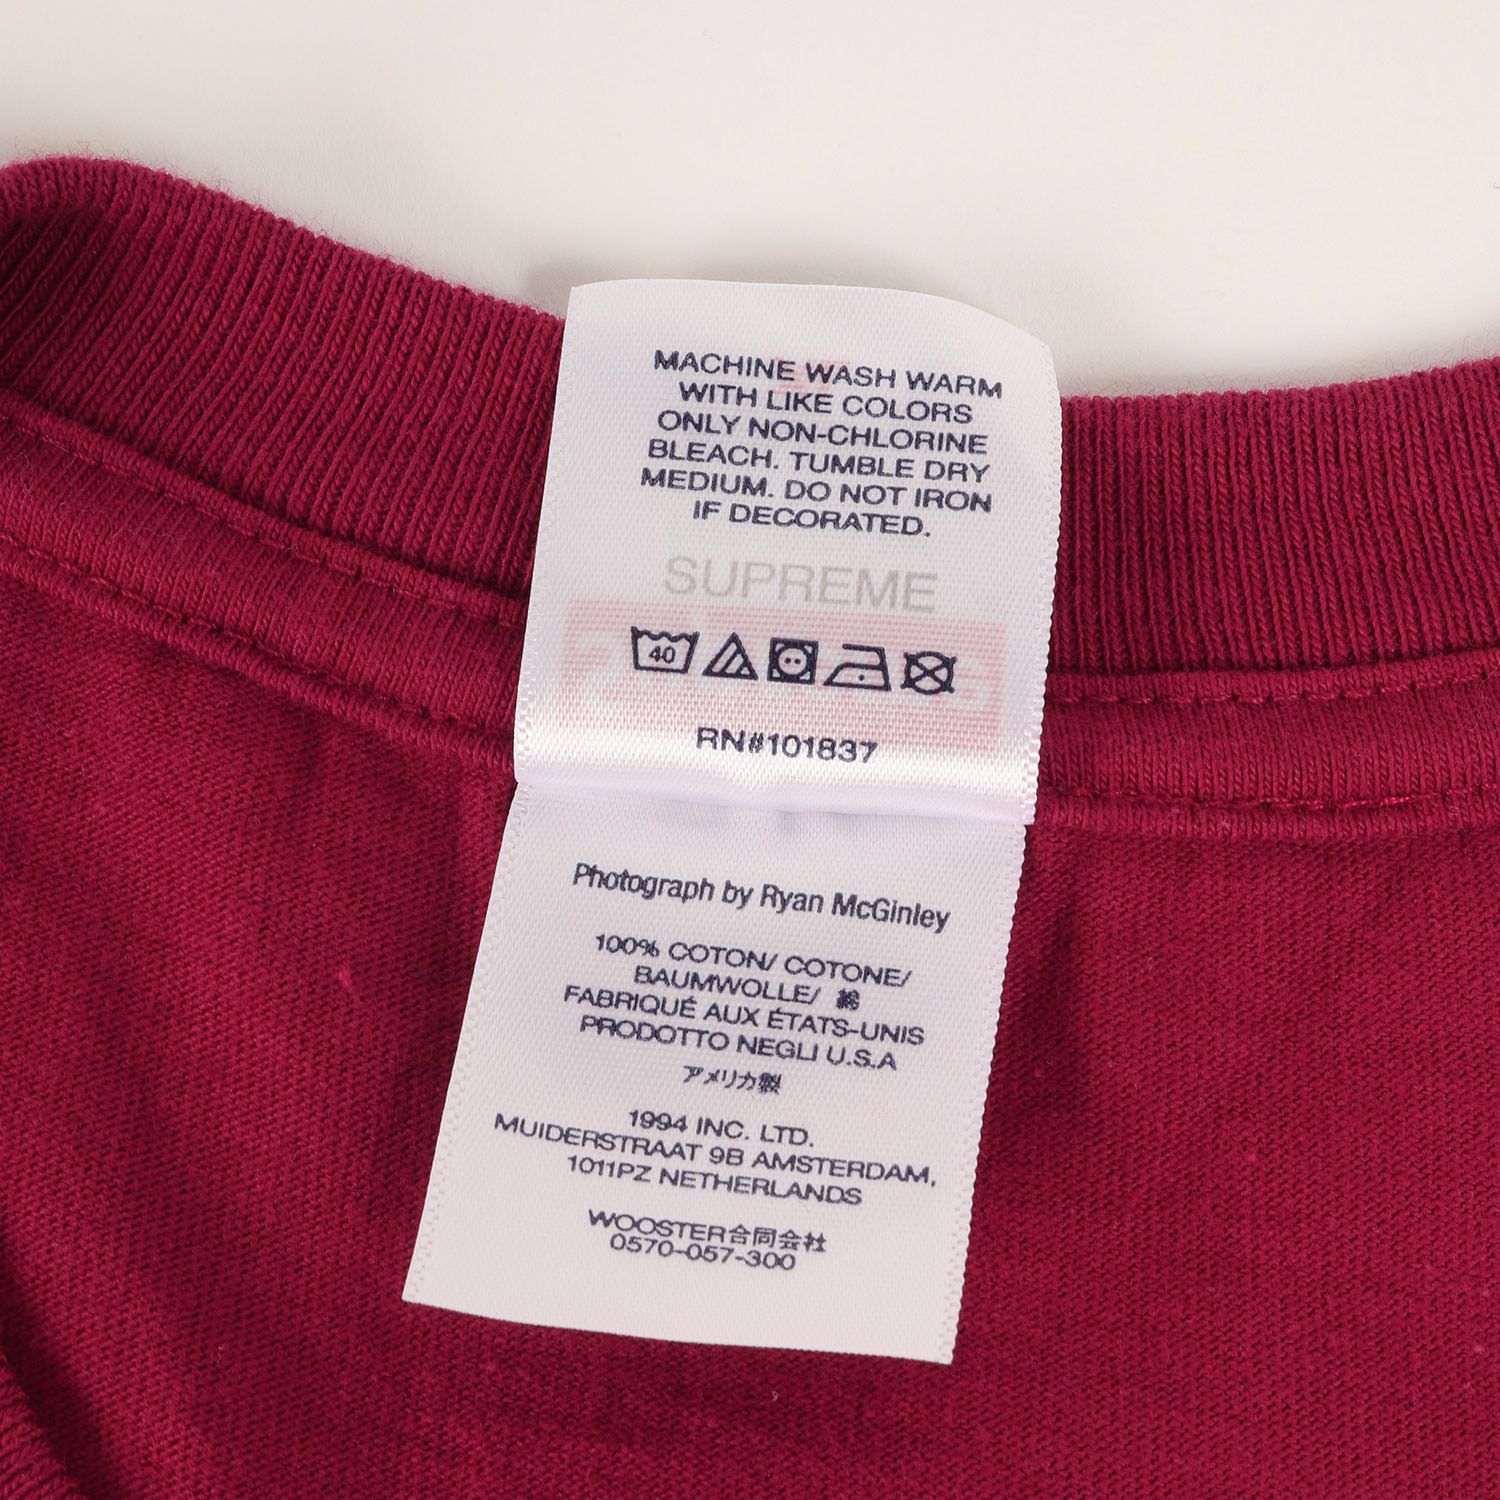 MACHINE WASH WARM
WITH LIKE COLORS
ONLY NON-CHLORINE
BLEACH. TUMBLE DRY
MEDIUM. DO NOT IRON
IF DECORATED.
SUPREME
40
RN#101837
Photograph by Ryan McGinley
100% COTON/ COTONE/
BAUMWOLLE/ 綿
FABRIQUÉ AUX ÉTATS-UNIS
PRODOTTO NEGLI U.S.A
アメリカ製
1994 INC. LTD.
MUIDERSTRAAT 9B AMSTERDAM,
1011PZ NETHERLANDS
WOOSTER合同会社
0570-057-300